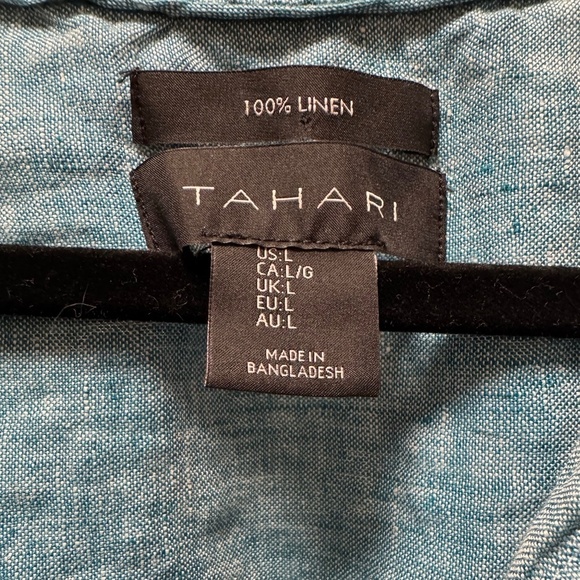 100% LINEN
TAHARI
US:L
CA:L/G
UK:L
EU:L
AU:L
MADE IN
BANGLADESH